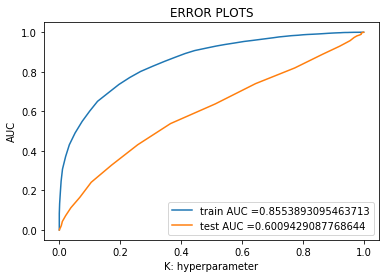 ERROR PLOTS
AUC
1.0
0.8
0.6
0.4
0.2
0.0
train AUC =0.8553893095463713
test AUC =0.6009429087768644
0.0 0.2 0.4 0.6 0.8 1.0
K: hyperparameter